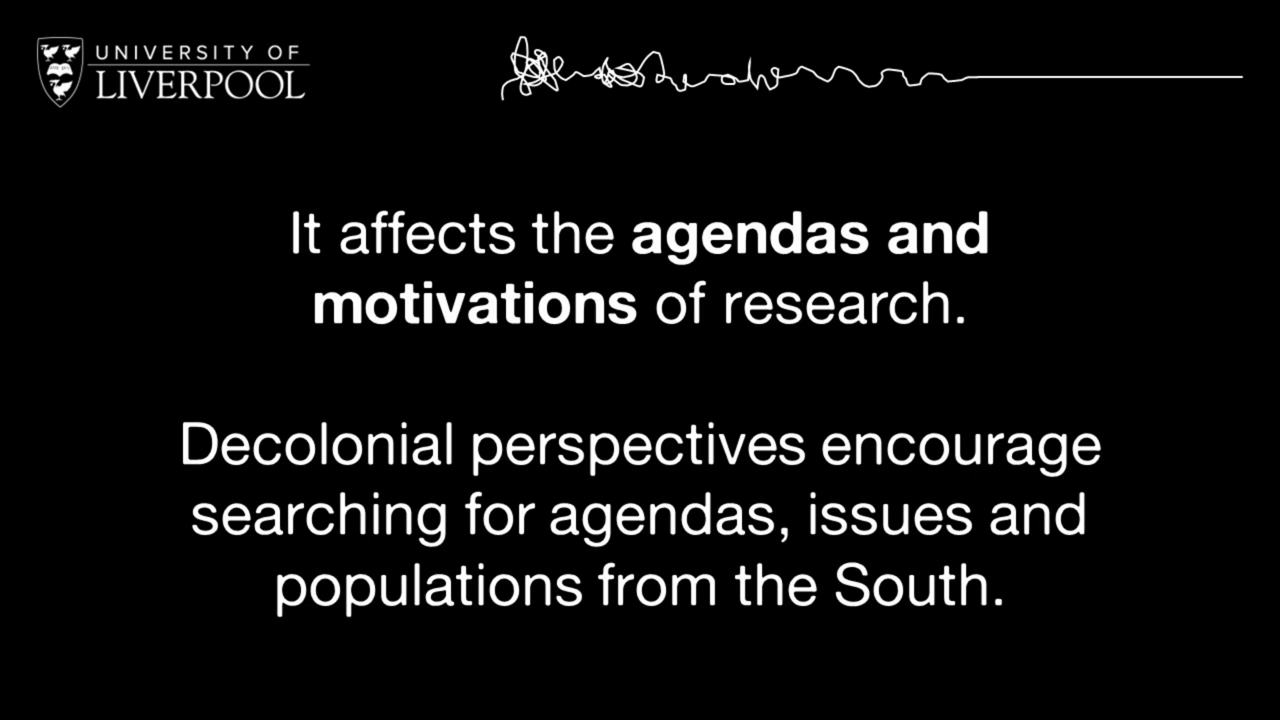 UNIVERSITY OF
LIVERPOOL
It affects the agendas and
motivations of research.
Decolonial perspectives encourage
searching for agendas, issues and
populations from the South.